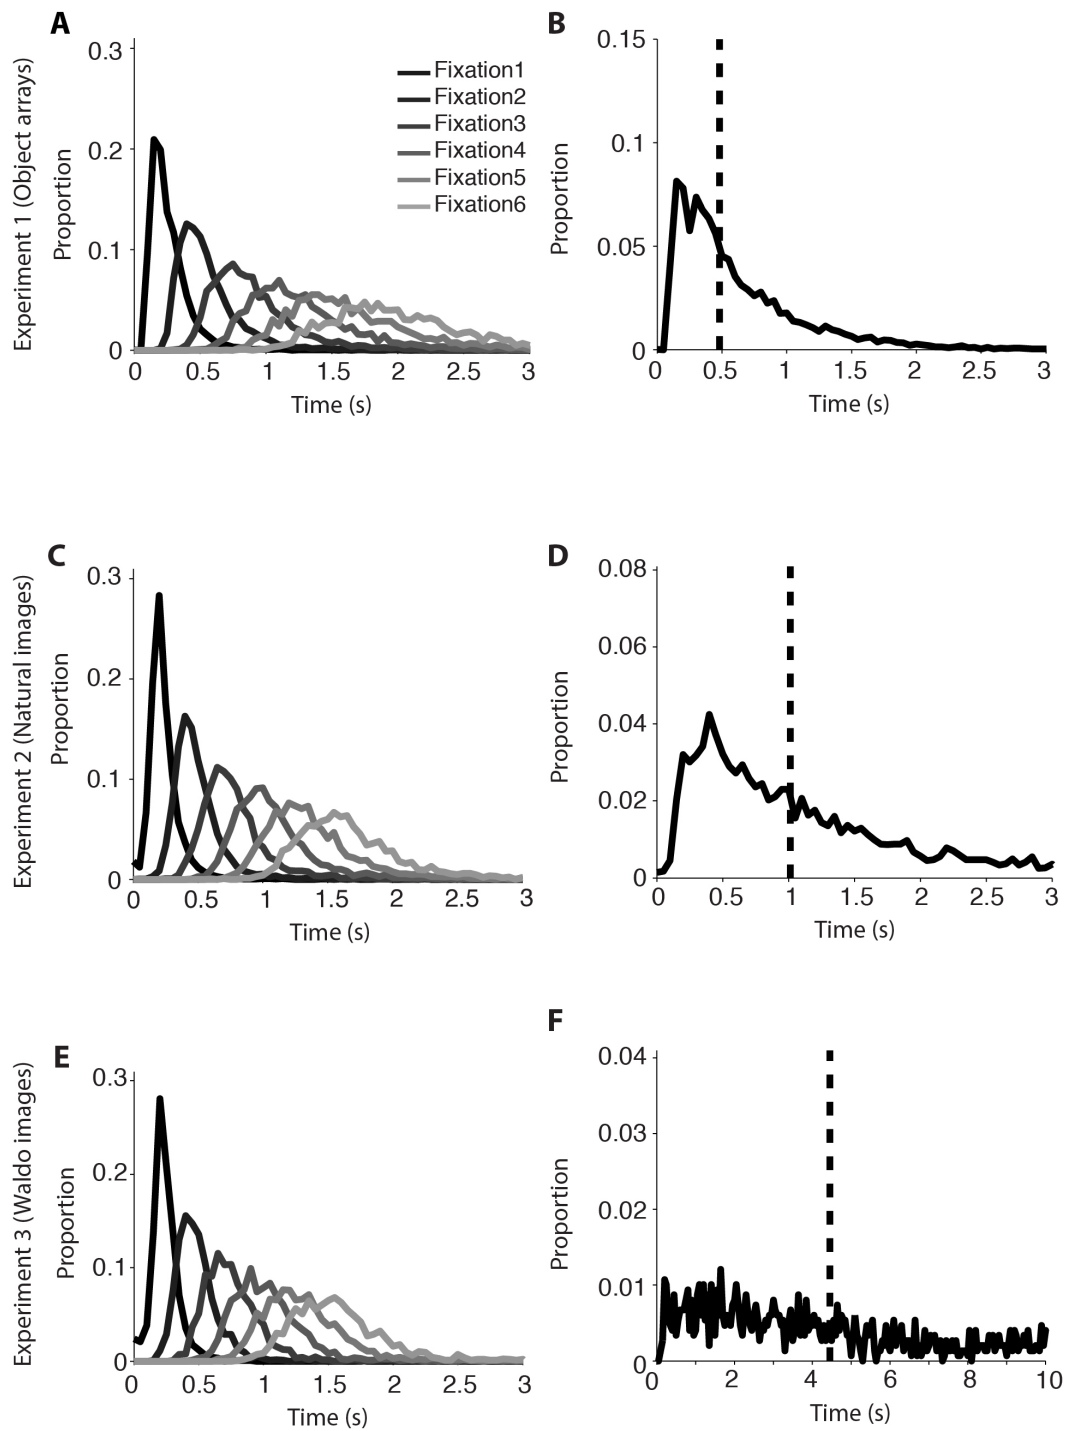 A
Experiment 1 (Object arrays)
Proportion
0.3
0.2
0.1
0
Fixation1
Fixation2
Fixation3
Fixation4
Fixation5
Fixation6
0 0.5 1 1.5 2 2.5 3
Time (s)
B
Proportion
0.15
0.1
0.05
0
0 0.5 1 1.5 2 2.5 3
Time (s)
C
Experiment 2 (Natural images)
Proportion
0.3
0.2
0.1
0
0 0.5 1 1.5 2 2.5 3
Time (s)
D
Proportion
0.08
0.06
0.04
0.02
0
0 0.5 1 1.5 2 2.5 3
Time (s)
E
Experiment 3 (Waldo images)
Proportion
0.3
0.2
0.1
0
0 0.5 1 1.5 2 2.5 3
Time (s)
F
Proportion
0.04
0.03
0.02
0.01
0
0 2 4 6 8 10
Time (s)